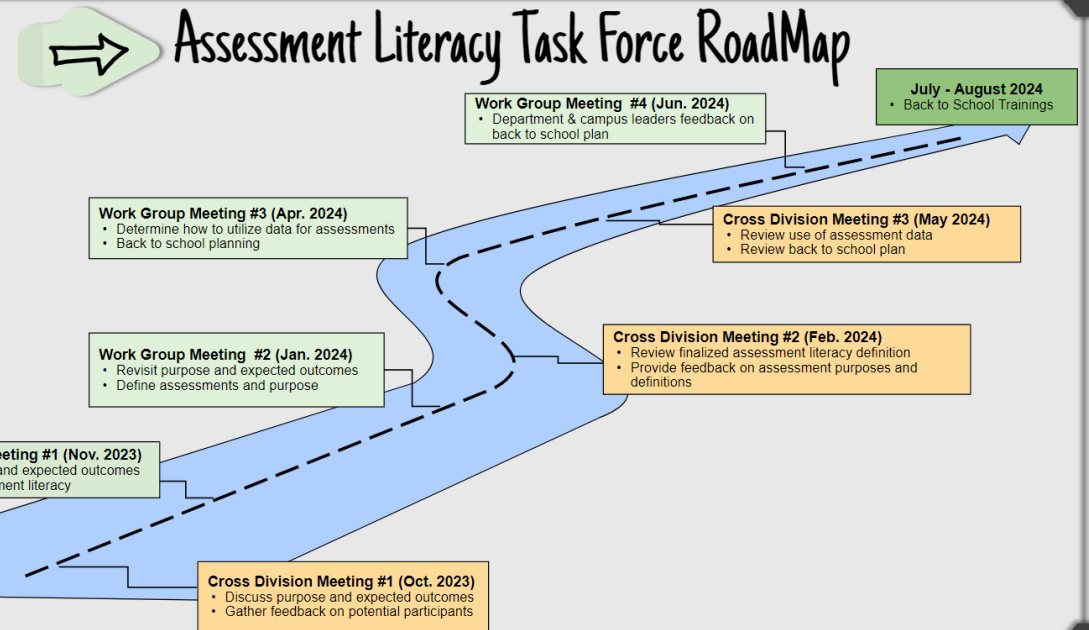 Assessment Literacy Task Force RoadMap
July - August 2024
• Back to School Trainings
Work Group Meeting #4 (Jun. 2024)
• Department & campus leaders feedback on
back to school plan
Work Group Meeting #3 (Apr. 2024)
• Determine how to utilize data for assessments
• Back to school planning
Cross Division Meeting #3 (May 2024)
• Review use of assessment data
• Review back to school plan
Work Group Meeting #2 (Jan. 2024)
• Revisit purpose and expected outcomes
• Define assessments and purpose
Cross Division Meeting #2 (Feb. 2024)
• Review finalized assessment literacy definition
• Provide feedback on assessment purposes and
definitions
#1 (Nov. 2023)
and expected outcomes
literacy
Cross Division Meeting #1 (Oct. 2023)
• Discuss purpose and expected outcomes
• Gather feedback on potential participants